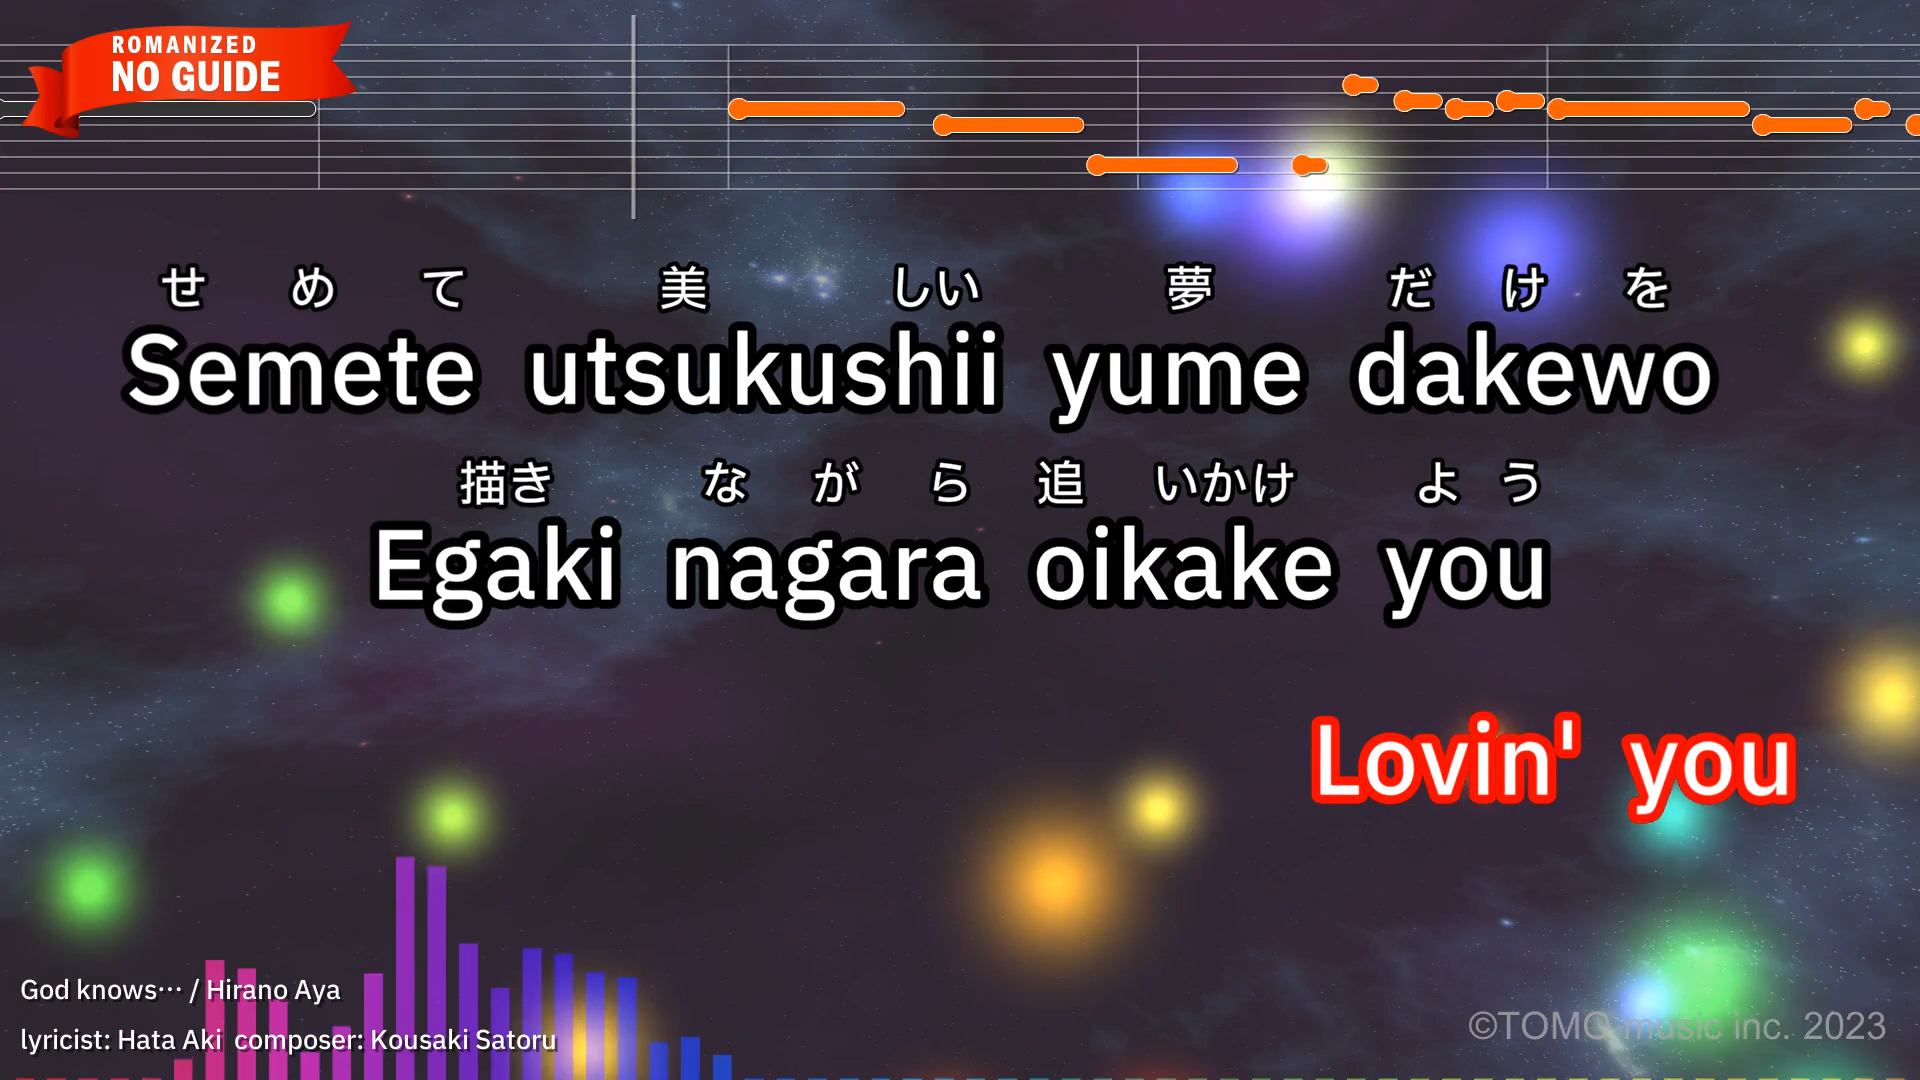 ROMANIZED
NO GUIDE
せめて 美しい 夢 だけを
Semete utsukushii yume dakewo
描き ながら 追いかけ よう
Egaki nagara oikake you
Lovin' you
God knows… / Hirano Aya
lyricist: Hata Aki composer: Kousaki Satoru
©TOMG music inc. 2023